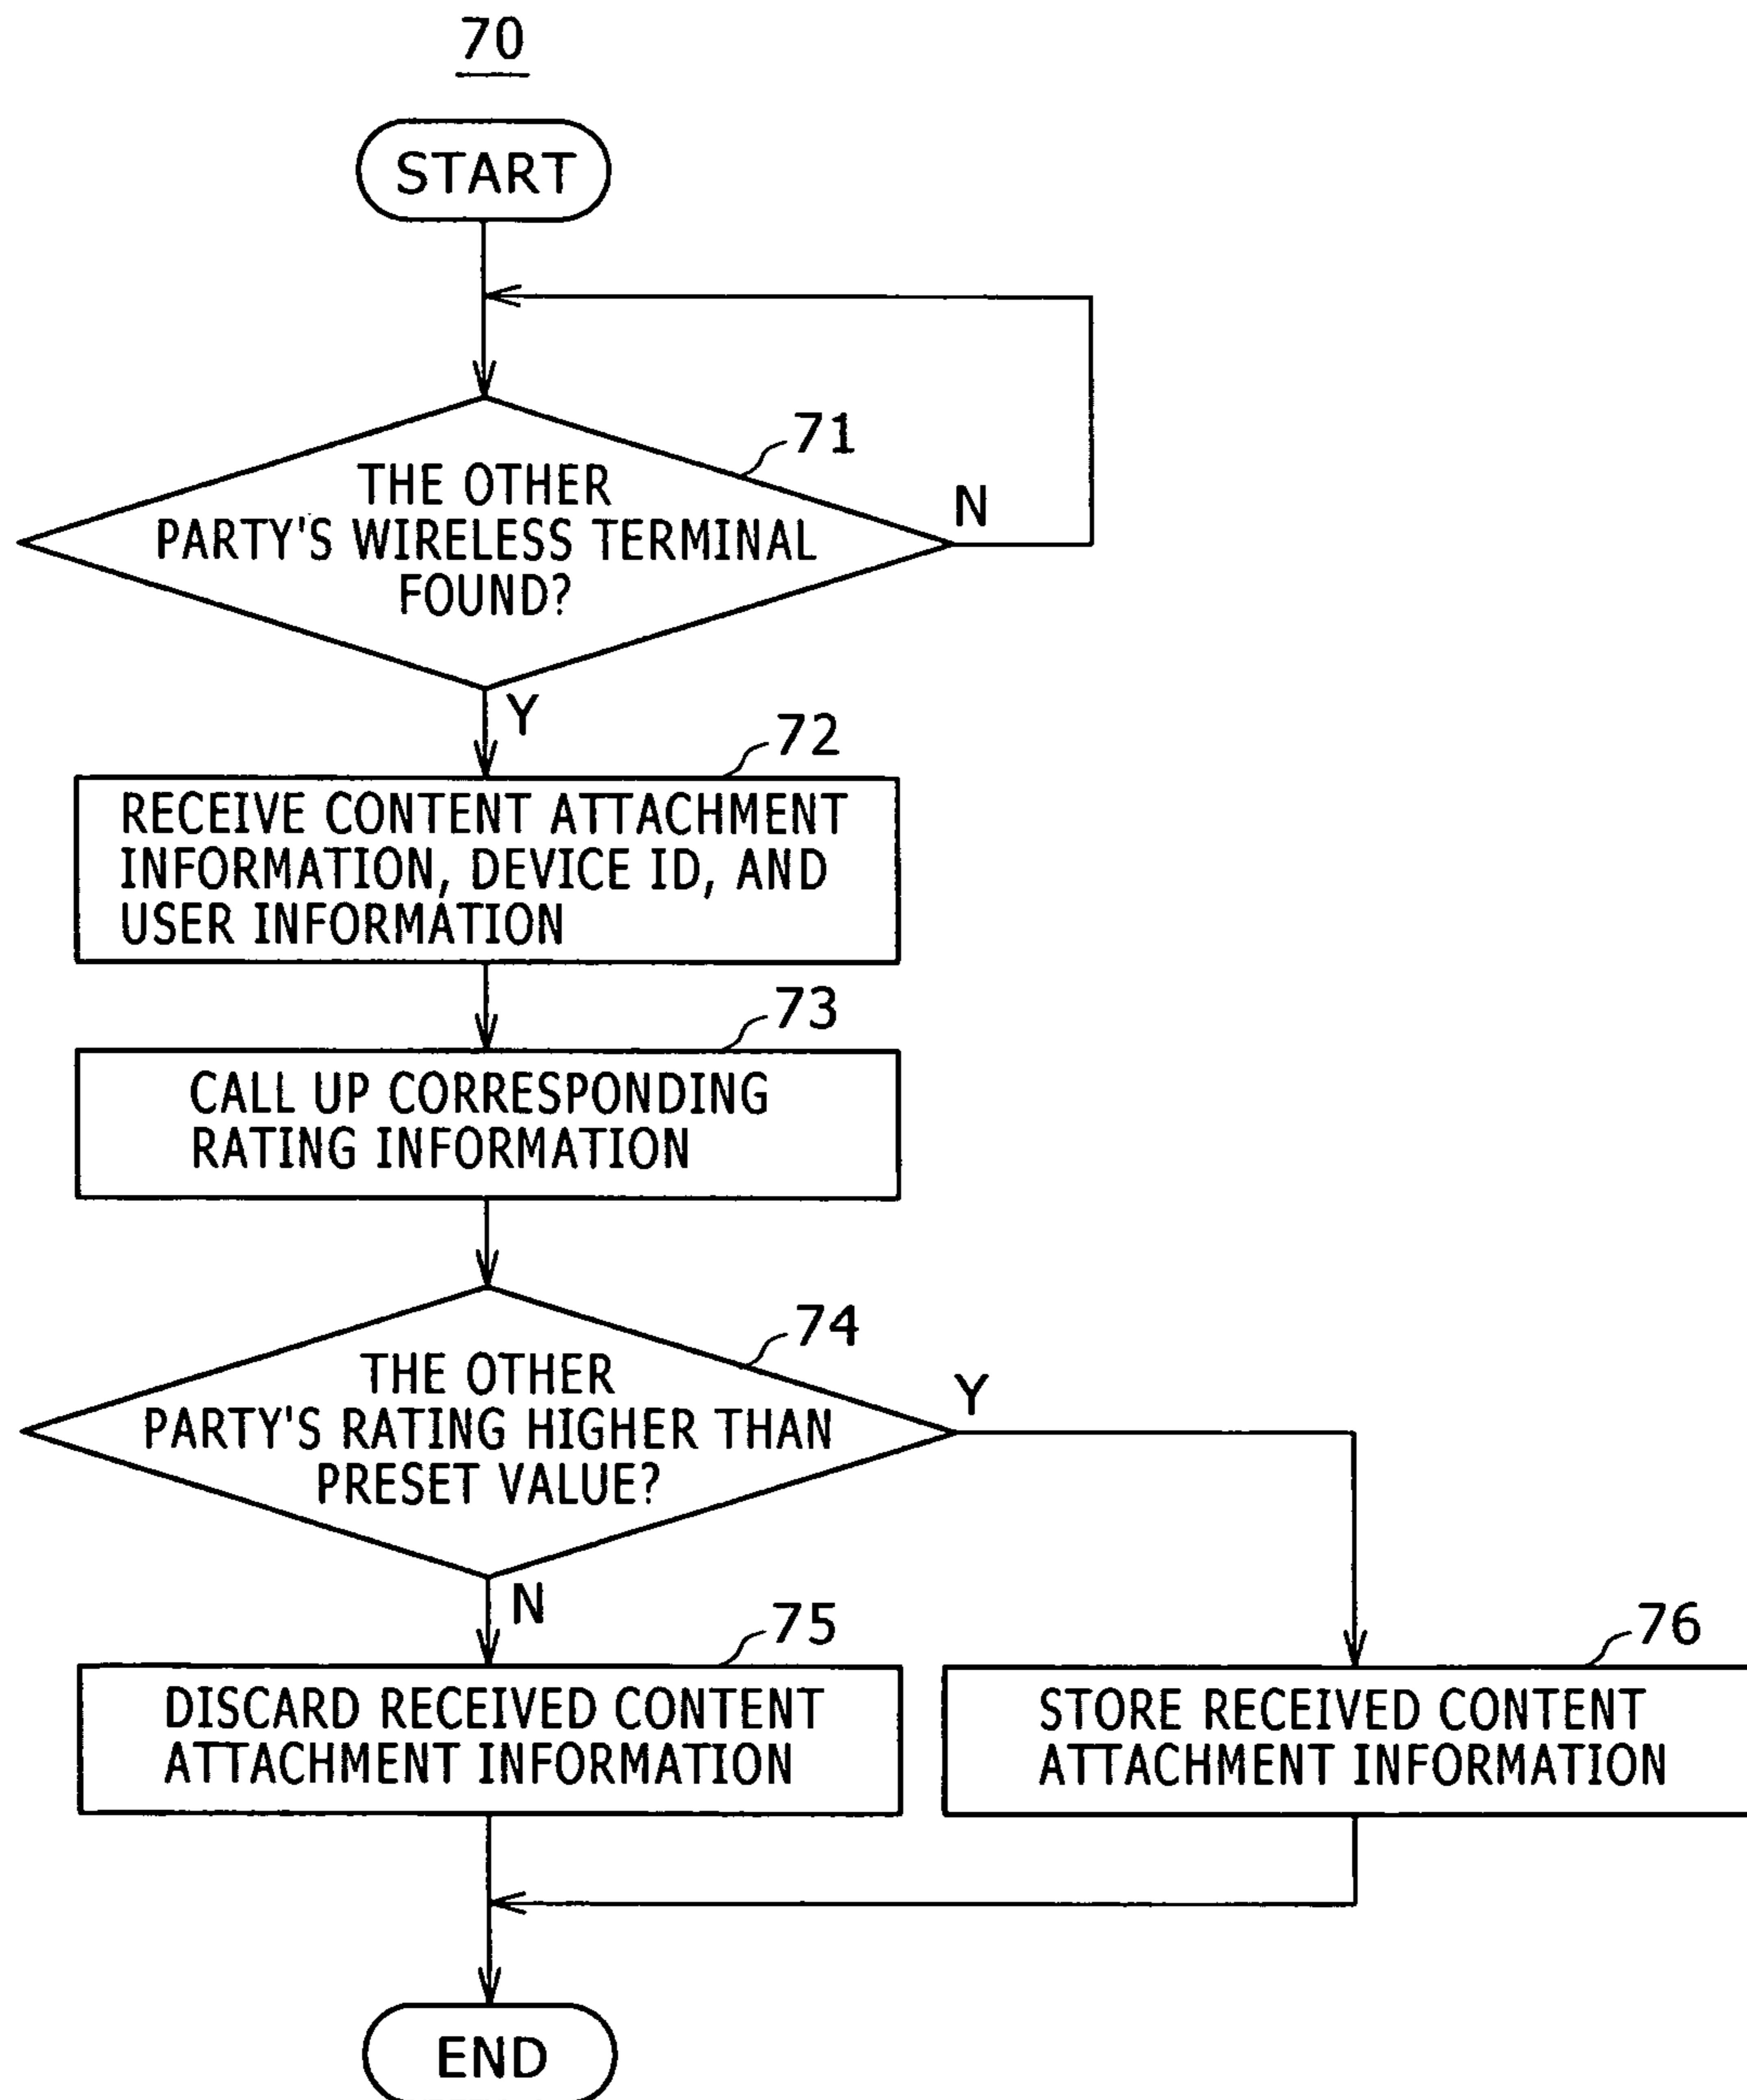 70
START
71
THE OTHER
PARTY'S WIRELESS TERMINAL
FOUND?
N
Y
72
RECEIVE CONTENT ATTACHMENT
INFORMATION, DEVICE ID, AND
USER INFORMATION
73
CALL UP CORRESPONDING
RATING INFORMATION
74
THE OTHER
PARTY'S RATING HIGHER THAN
PRESET VALUE?
Y
N
75
DISCARD RECEIVED CONTENT
ATTACHMENT INFORMATION
76
STORE RECEIVED CONTENT
ATTACHMENT INFORMATION
END